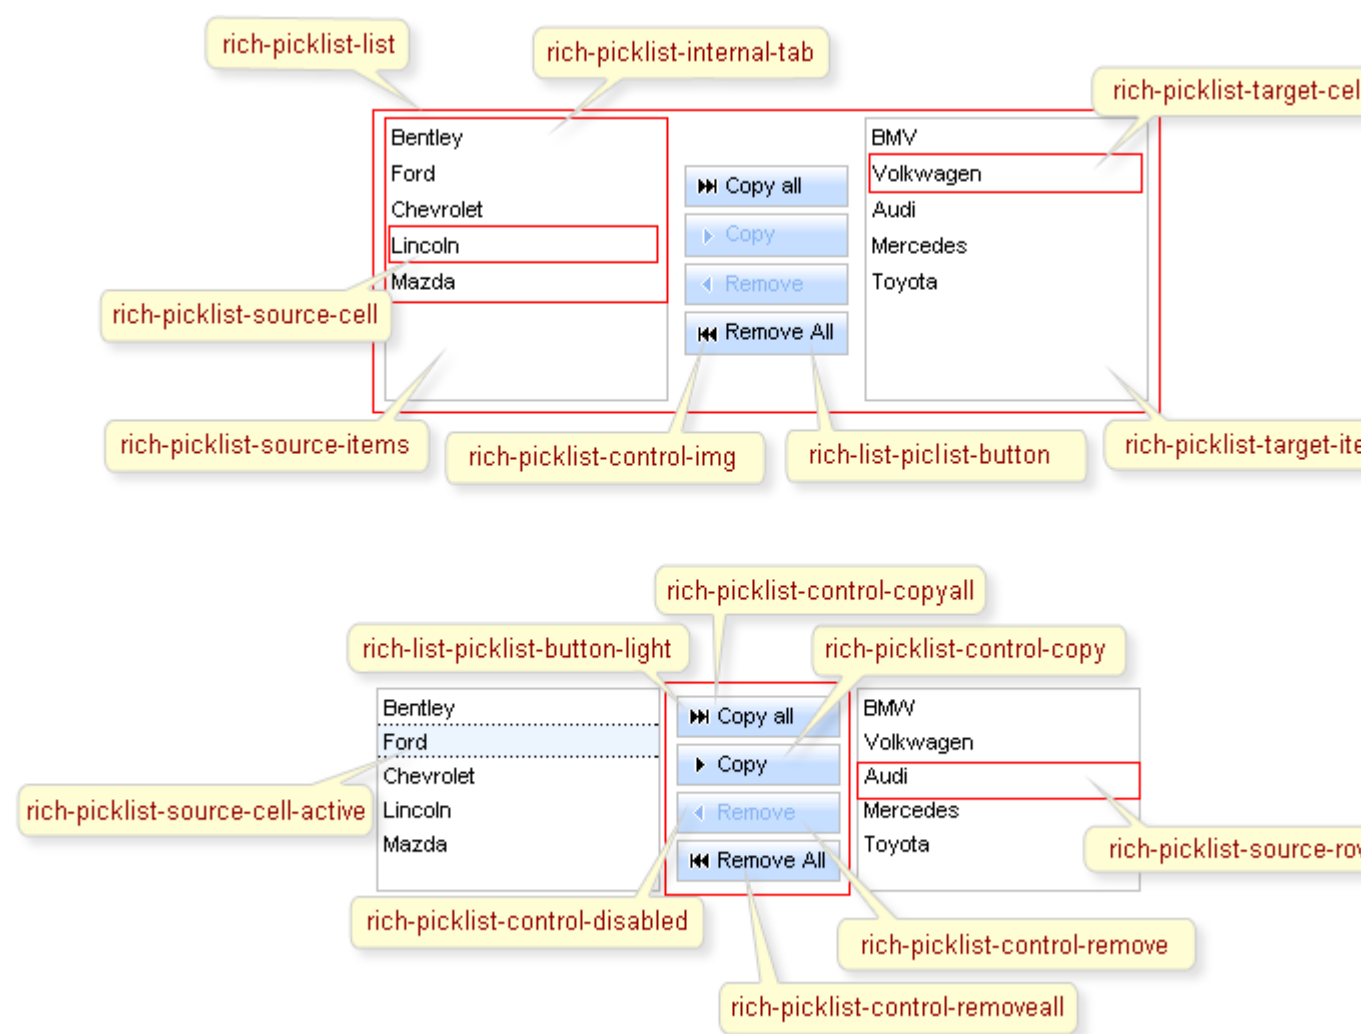 rich-picklist-list
rich-picklist-internal-tab
rich-picklist-target-cel
Bentley
Ford
Chevrolet
Lincoln
Mazda
Copy all
Copy
Remove
Remove All
BMV
Volkwagen
Audi
Mercedes
Toyota
rich-picklist-source-cell
rich-picklist-source-items
rich-picklist-control-img
rich-list-piclist-button
rich-picklist-target-ite
rich-picklist-control-copyall
rich-list-picklist-button-light
rich-picklist-control-copy
Bentley
Ford
Chevrolet
Lincoln
Mazda
Copy all
Copy
Remove
Remove All
BMW
Volkwagen
Audi
Mercedes
Toyota
rich-picklist-source-cell-active
rich-picklist-source-rov
rich-picklist-control-disabled
rich-picklist-control-remove
rich-picklist-control-removeall